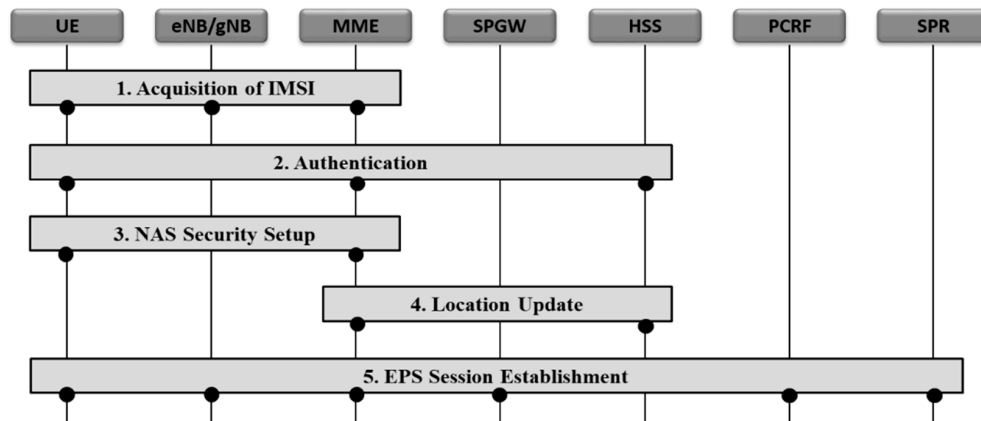 UE
eNB/gNB
MME
SPGW
HSS
PCRF
SPR
1. Acquisition of IMSI
2. Authentication
3. NAS Security Setup
4. Location Update
5. EPS Session Establishment